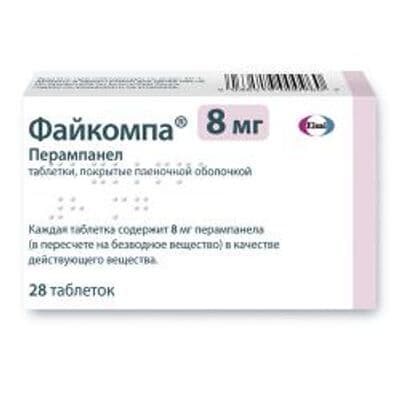 Файкомпа® 8 мг
Eisai
Перампанел
таблетки, покрытые пленочной оболочкой
Каждая таблетка содержит 8 мг перампанела
(в пересчете на безводное вещество) в качестве
действующего вещества.
28 таблеток